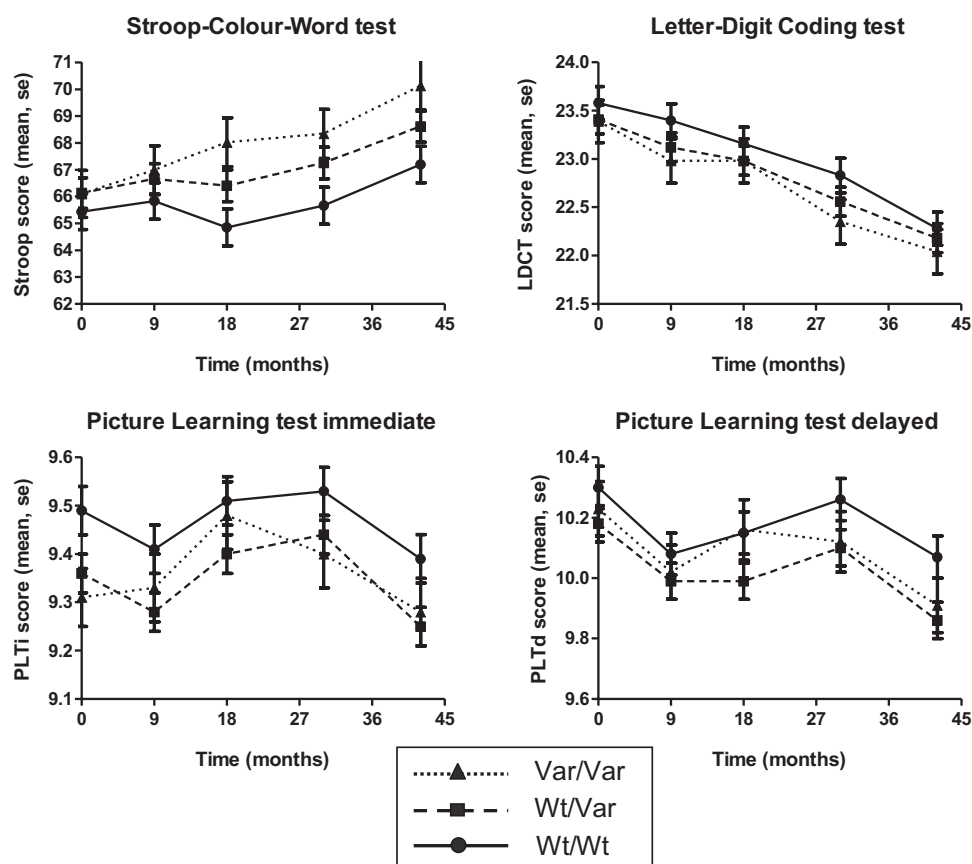 Stroop-Colour-Word test
Stroop score (mean, se)
71
70
69
68
67
66
65
64
63
62
0 9 18 27 36 45
Time (months)
Letter-Digit Coding test
LDCT score (mean, se)
24.0
23.5
23.0
22.5
22.0
21.5
0 9 18 27 36 45
Time (months)
Picture Learning test immediate
PLTi score (mean, se)
9.6
9.5
9.4
9.3
9.2
9.1
0 9 18 27 36 45
Time (months)
Picture Learning test delayed
PLTd score (mean, se)
10.4
10.2
10.0
9.8
9.6
0 9 18 27 36 45
Time (months)
Var/Var
Wt/Var
Wt/Wt